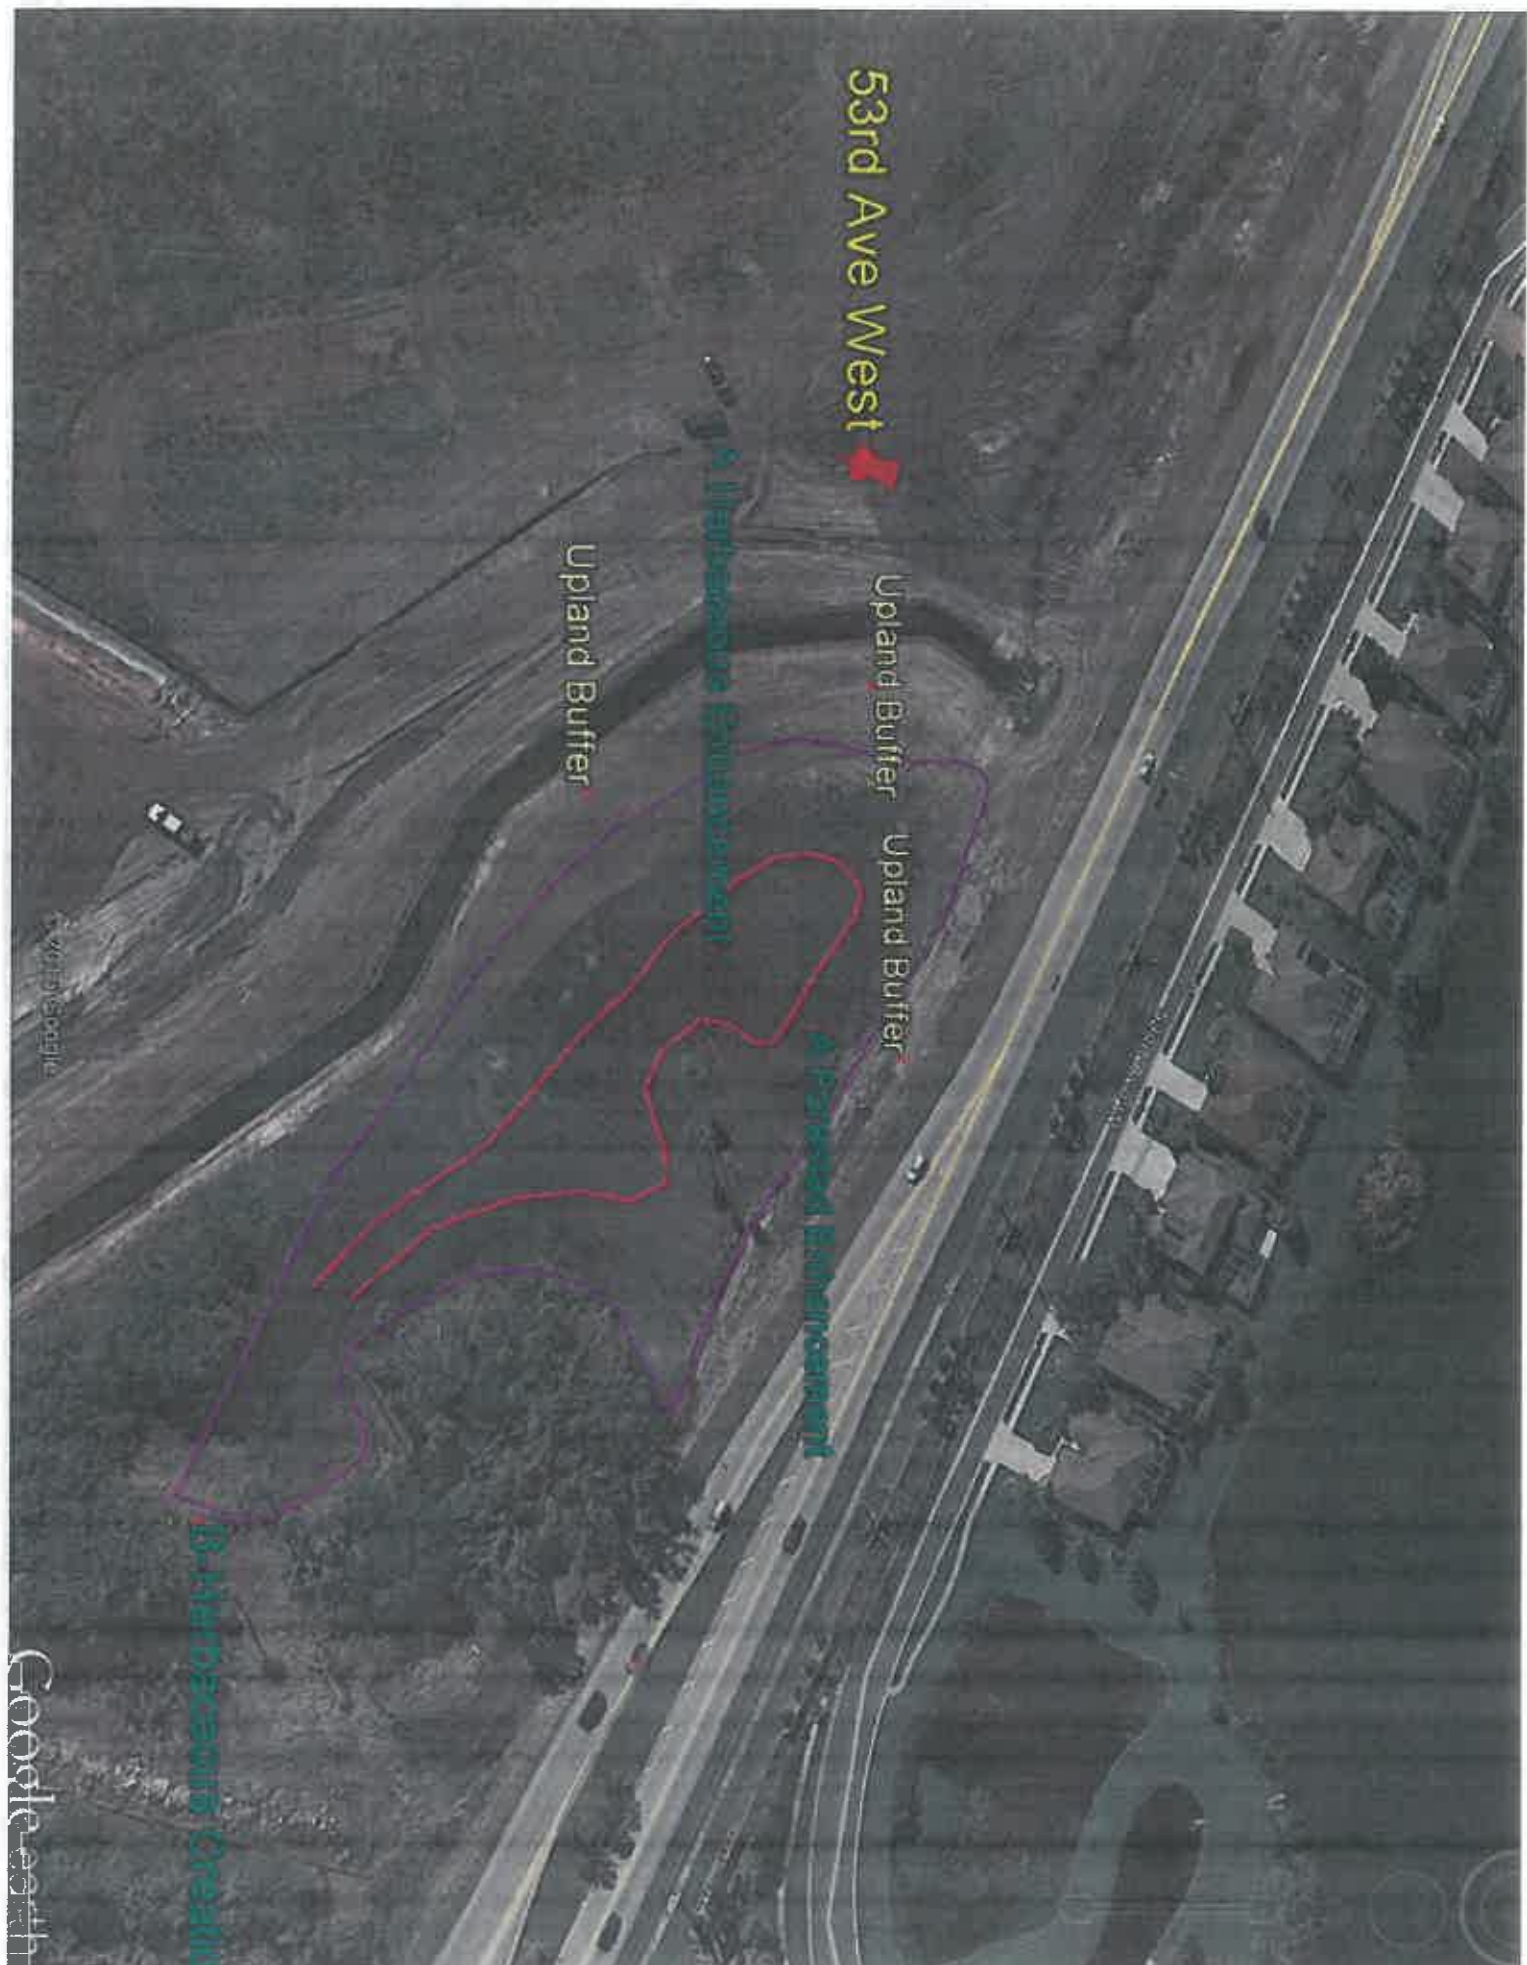 53rd Ave West
Upland Buffer
Upland Buffer
Upland Buffer
A Herbaceous Enhancement
A Forested Enhancement
B-Herbaceous Creati
Google earth